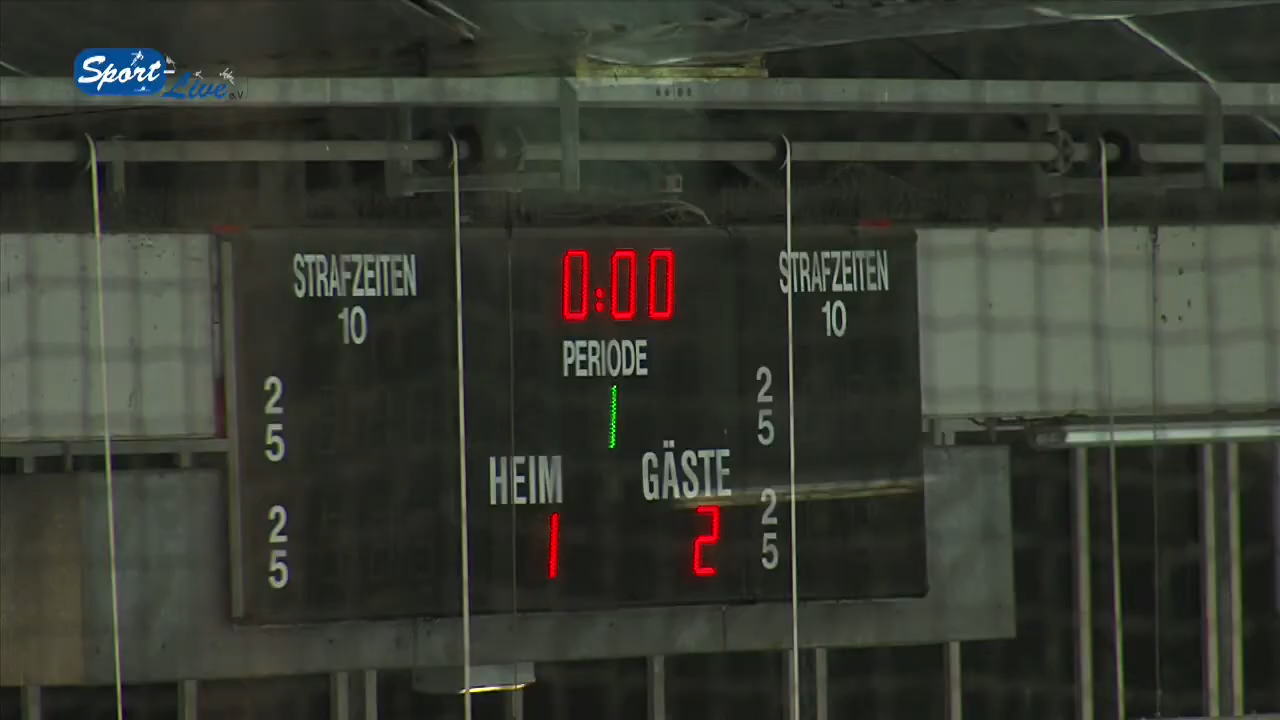 Sport-
Live e.V
STRAFZEITEN
10
0:00
STRAFZEITEN
10
PERIODE
1
2
5
2
5
HEIM
GÄSTE
1
2
2
5
2
5